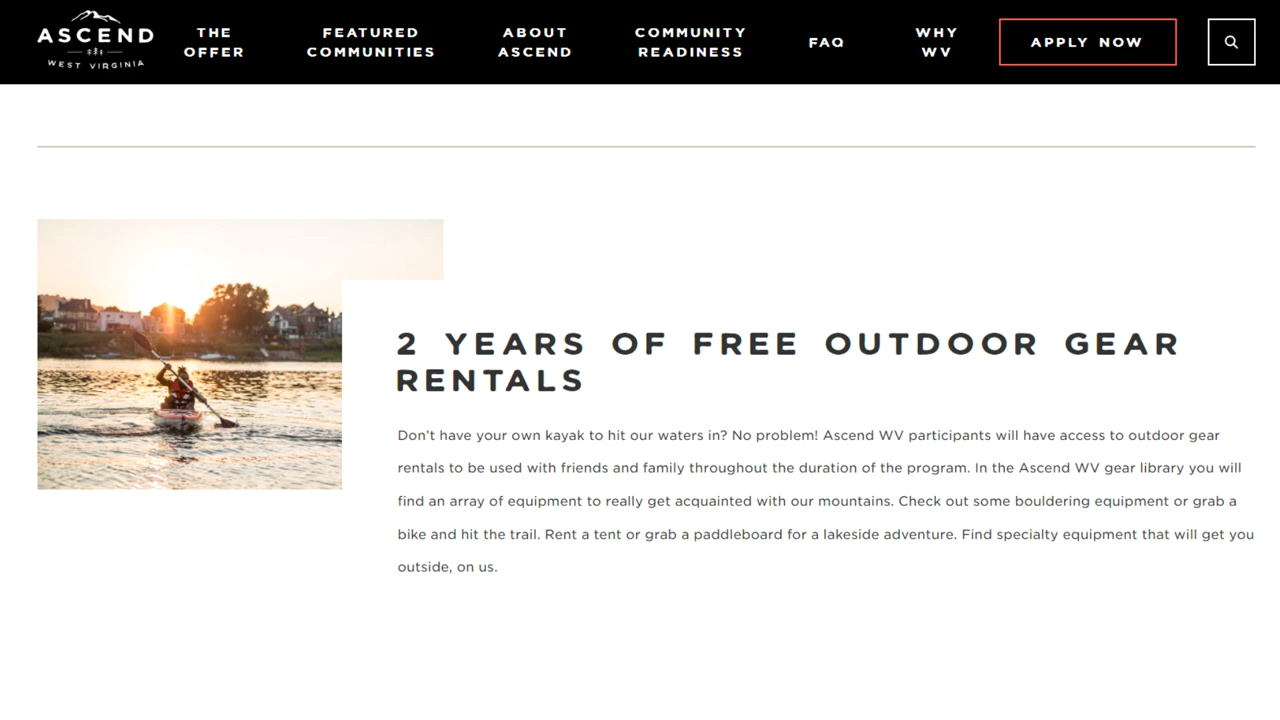 ASCEND
WEST VIRGINIA
THE
OFFER
FEATURED
COMMUNITIES
ABOUT
ASCEND
COMMUNITY
READINESS
FAQ
WHY
WV
APPLY NOW
2 YEARS OF FREE OUTDOOR GEAR
RENTALS
Don't have your own kayak to hit our waters in? No problem! Ascend WV participants will have access to outdoor gear
rentals to be used with friends and family throughout the duration of the program. In the Ascend WV gear library you will
find an array of equipment to really get acquainted with our mountains. Check out some bouldering equipment or grab a
bike and hit the trail. Rent a tent or grab a paddleboard for a lakeside adventure. Find specialty equipment that will get you
outside, on us.